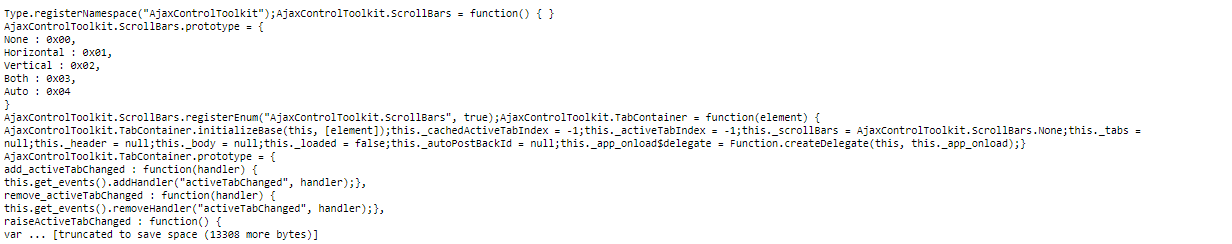 Type.registerNamespace("AjaxControlToolkit");AjaxControlToolkit.ScrollBars = function() { }
AjaxControlToolkit.ScrollBars.prototype = {
None : 0x00,
Horizontal : 0x01,
Vertical : 0x02,
Both : 0x03,
Auto : 0x04
}
AjaxControlToolkit.ScrollBars.registerEnum("AjaxControlToolkit.ScrollBars", true);AjaxControlToolkit.TabContainer = function(element) {
AjaxControlToolkit.TabContainer.initializeBase(this, [element]);this._cachedActiveTabIndex = -1;this._activeTabIndex = -1;this._scrollBars = AjaxControlToolkit.ScrollBars.None;this._tabs =
null;this._header = null;this._body = null;this._loaded = false;this._autoPostBackId = null;this._app_onload$delegate = Function.createDelegate(this, this._app_onload);}
AjaxControlToolkit.TabContainer.prototype = {
add_activeTabChanged : function(handler) {
this.get_events().addHandler("activeTabChanged", handler);},
remove_activeTabChanged : function(handler) {
this.get_events().removeHandler("activeTabChanged", handler);},
raiseActiveTabChanged : function() {
var ... [truncated to save space (13308 more bytes)]